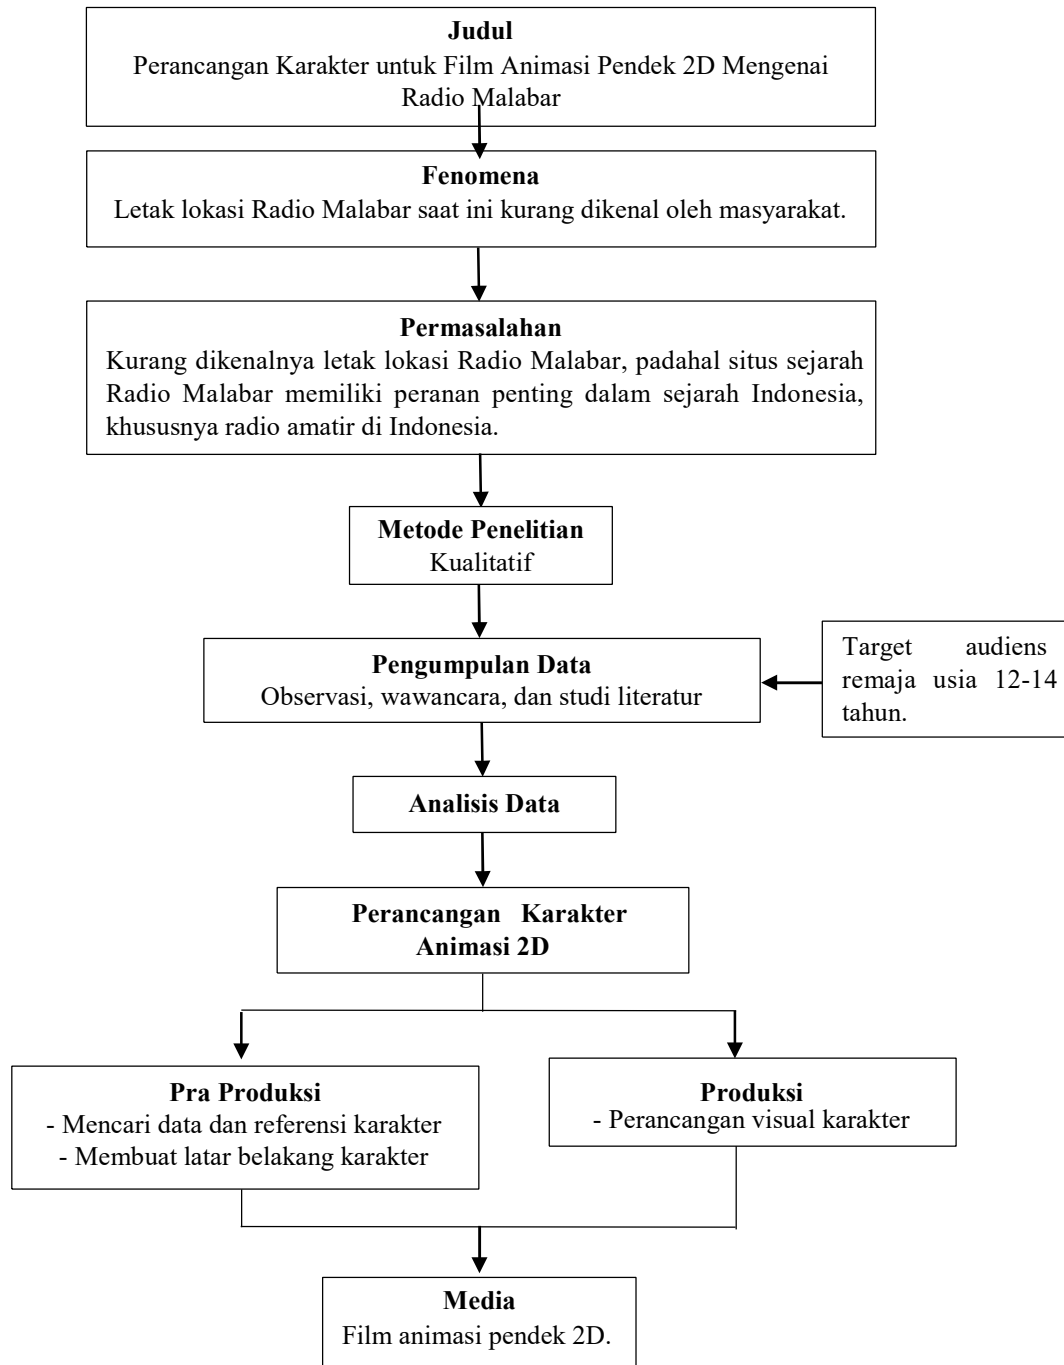 Judul
Perancangan Karakter untuk Film Animasi Pendek 2D Mengenai
Radio Malabar
Fenomena
Letak lokasi Radio Malabar saat ini kurang dikenal oleh masyarakat.
Permasalahan
Kurang dikenalnya letak lokasi Radio Malabar, padahal situs sejarah
Radio Malabar memiliki peranan penting dalam sejarah Indonesia,
khususnya radio amatir di Indonesia.
Metode Penelitian
Kualitatif
Pengumpulan Data
Observasi, wawancara, dan studi literatur
Target audiens
remaja usia 12-14
tahun.
Analisis Data
Perancangan Karakter
Animasi 2D
Pra Produksi
- Mencari data dan referensi karakter
- Membuat latar belakang karakter
Produksi
- Perancangan visual karakter
Media
Film animasi pendek 2D.